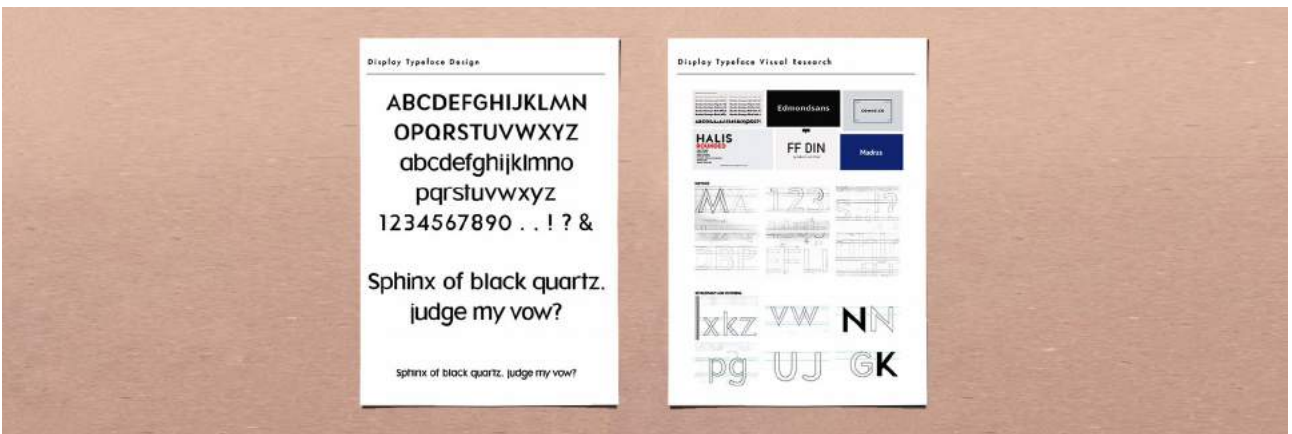 Display Typeface Design
ABCDEFGHIJKLMN
OPQRSTUVWXYZ
abcdefghijklmno
pqrstuvwxyz
1234567890 . . ! ? &
Sphinx of black quartz.
judge my vow?
Sphinx of black quartz. judge my vow?
Display Typeface Visual Research
Edmondsans
HALIS
ROUNDED
FF DIN
Madras
M A
123
S ; ! ?
xkz
vw
NN
pg
UJ
GK